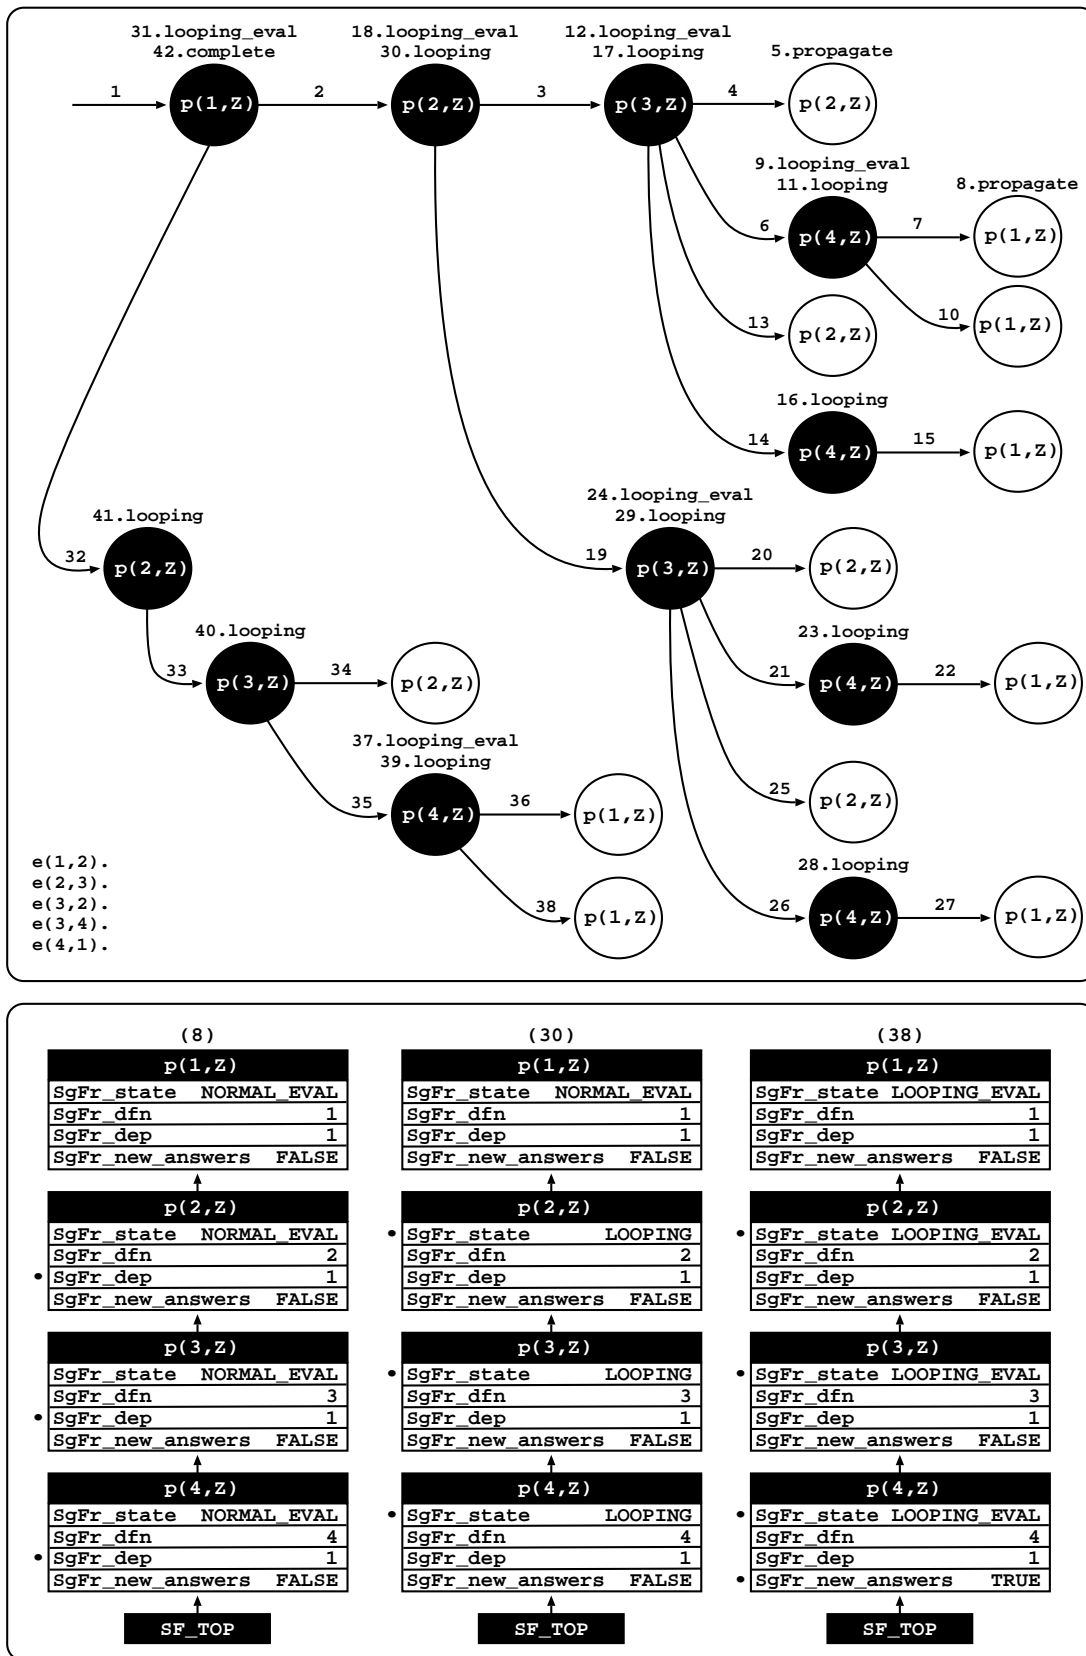 31.looping_eval 18.looping_eval 12.looping_eval
42.complete 30.looping 17.looping 5.propagate
1 2 3 4
p(1,Z) p(2,Z) p(3,Z) p(2,Z)
9.looping_eval
11.looping 8.propagate
6 7
p(4,Z) p(1,Z)
13 10
p(2,Z) p(1,Z)
16.looping
14 15
p(4,Z) p(1,Z)
24.looping_eval
41.looping 29.looping
32 19 20
p(2,Z) p(3,Z) p(2,Z)
40.looping 23.looping
33 34 21 22
p(3,Z) p(2,Z) p(4,Z) p(1,Z)
37.looping_eval
39.looping
35 36 25
p(4,Z) p(1,Z) p(2,Z)
e(1,2).
e(2,3). 28.looping
e(3,2). 38 26 27
e(3,4). p(1,Z) p(4,Z) p(1,Z)
e(4,1).
(8) (30) (38)
p(1,Z) p(1,Z) p(1,Z)
SgFr_state NORMAL_EVAL SgFr_state NORMAL_EVAL SgFr_state LOOPING_EVAL
SgFr_dfn 1 SgFr_dfn 1 SgFr_dfn 1
SgFr_dep 1 SgFr_dep 1 SgFr_dep 1
SgFr_new_answers FALSE SgFr_new_answers FALSE SgFr_new_answers FALSE
p(2,Z) p(2,Z) p(2,Z)
SgFr_state NORMAL_EVAL • SgFr_state LOOPING • SgFr_state LOOPING_EVAL
SgFr_dfn 2 SgFr_dfn 2 SgFr_dfn 2
• SgFr_dep 1 SgFr_dep 1 SgFr_dep 1
SgFr_new_answers FALSE SgFr_new_answers FALSE SgFr_new_answers FALSE
p(3,Z) p(3,Z) p(3,Z)
SgFr_state NORMAL_EVAL • SgFr_state LOOPING • SgFr_state LOOPING_EVAL
SgFr_dfn 3 SgFr_dfn 3 SgFr_dfn 3
• SgFr_dep 1 SgFr_dep 1 SgFr_dep 1
SgFr_new_answers FALSE SgFr_new_answers FALSE SgFr_new_answers FALSE
p(4,Z) p(4,Z) p(4,Z)
SgFr_state NORMAL_EVAL • SgFr_state LOOPING • SgFr_state LOOPING_EVAL
SgFr_dfn 4 SgFr_dfn 4 SgFr_dfn 4
• SgFr_dep 1 SgFr_dep 1 SgFr_dep 1
SgFr_new_answers FALSE SgFr_new_answers FALSE • SgFr_new_answers TRUE
SF_TOP SF_TOP SF_TOP